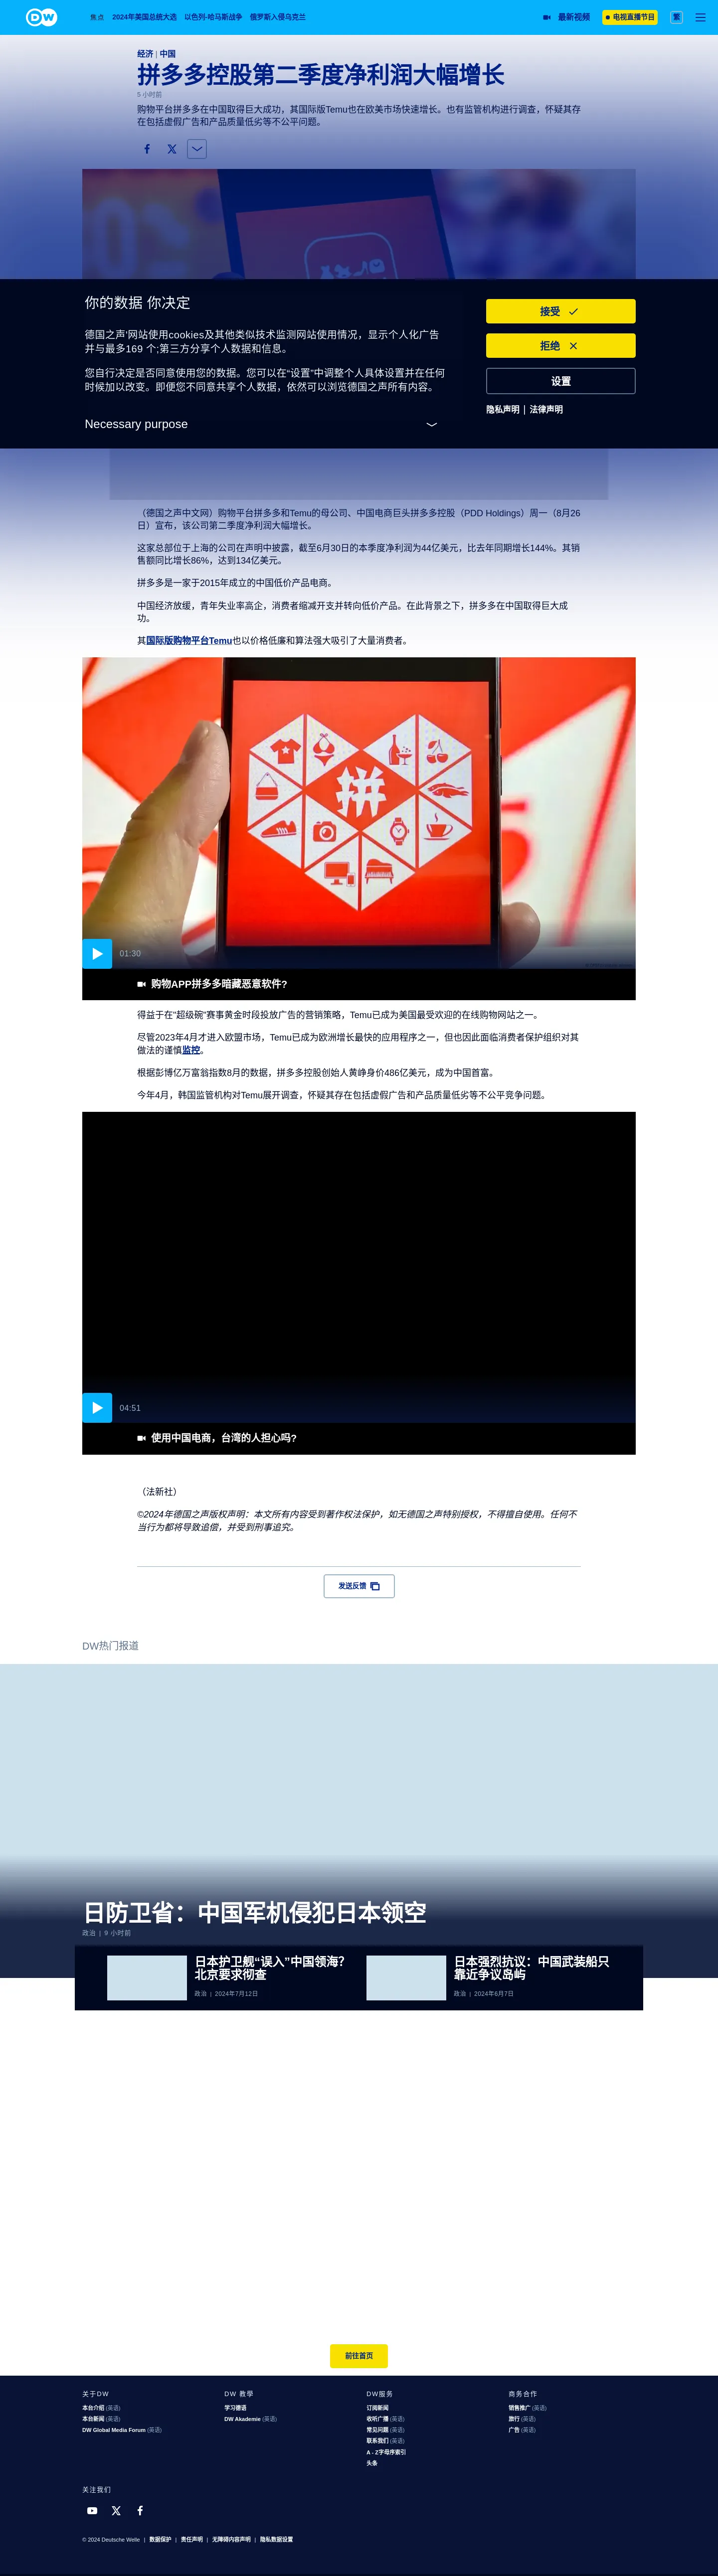 DW
焦点 2024年美国总统大选 以色列-哈马斯战争 俄罗斯入侵乌克兰 最新视频 电视直播节目 繁
经济 | 中国
拼多多控股第二季度净利润大幅增长
5 小时前
购物平台拼多多在中国取得巨大成功，其国际版Temu也在欧美市场快速增长。也有监管机构进行调查，怀疑其存
在包括虚假广告和产品质量低劣等不公平问题。
你的数据 你决定
德国之声'网站使用cookies及其他类似技术监测网站使用情况，显示个人化广告
并与最多169 个;第三方分享个人数据和信息。
您自行决定是否同意使用您的数据。您可以在“设置”中调整个人具体设置并在任何
时候加以改变。即便您不同意共享个人数据，依然可以浏览德国之声所有内容。
Necessary purpose
接受
拒绝
设置
隐私声明 | 法律声明
（德国之声中文网）购物平台拼多多和Temu的母公司、中国电商巨头拼多多控股（PDD Holdings）周一（8月26
日）宣布，该公司第二季度净利润大幅增长。
这家总部位于上海的公司在声明中披露，截至6月30日的本季度净利润为44亿美元，比去年同期增长144%。其销
售额同比增长86%，达到134亿美元。
拼多多是一家于2015年成立的中国低价产品电商。
中国经济放缓，青年失业率高企，消费者缩减开支并转向低价产品。在此背景之下，拼多多在中国取得巨大成
功。
其国际版购物平台Temu也以价格低廉和算法强大吸引了大量消费者。
拼
01:30
购物APP拼多多暗藏恶意软件?
得益于在"超级碗"赛事黄金时段投放广告的营销策略，Temu已成为美国最受欢迎的在线购物网站之一。
尽管2023年4月才进入欧盟市场，Temu已成为欧洲增长最快的应用程序之一，但也因此面临消费者保护组织对其
做法的谨慎监控。
根据彭博亿万富翁指数8月的数据，拼多多控股创始人黄峥身价486亿美元，成为中国首富。
今年4月，韩国监管机构对Temu展开调查，怀疑其存在包括虚假广告和产品质量低劣等不公平竞争问题。
04:51
使用中国电商，台湾的人担心吗?
（法新社）
©2024年德国之声版权声明：本文所有内容受到著作权法保护，如无德国之声特别授权，不得擅自使用。任何不
当行为都将导致追偿，并受到刑事追究。
发送反馈
DW热门报道
日防卫省：中国军机侵犯日本领空
政治 | 9 小时前
日本护卫舰“误入”中国领海?
北京要求彻查
政治 | 2024年7月12日
日本强烈抗议：中国武装船只
靠近争议岛屿
政治 | 2024年6月7日
前往首页
关于DW
本台介绍 (英语)
本台新闻 (英语)
DW Global Media Forum (英语)
DW 教學
学习德语
DW Akademie (英语)
DW服务
订阅新闻
收听广播 (英语)
常见问题 (英语)
联系我们 (英语)
A - Z字母序索引
头条
商务合作
销售推广 (英语)
旅行 (英语)
广告 (英语)
关注我们
© 2024 Deutsche Welle | 数据保护 | 责任声明 | 无障碍内容声明 | 隐私数据设置